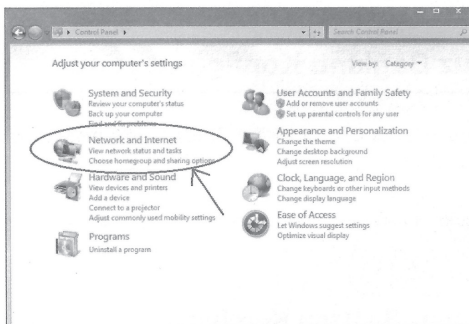 Control Panel
Search Control Panel
Adjust your computer's settings
View by: Category
System and Security
Review your computer's status
Back up your computer
Find and fix problems
Network and Internet
View network status and tasks
Choose homegroup and sharing options
Hardware and Sound
View devices and printers
Add a device
Connect to a projector
Adjust commonly used mobility settings
Programs
Uninstall a program
User Accounts and Family Safety
Add or remove user accounts
Set up parental controls for any user
Appearance and Personalization
Change the theme
Change desktop background
Adjust screen resolution
Clock, Language, and Region
Change keyboards or other input methods
Change display language
Ease of Access
Let Windows suggest settings
Optimize visual display